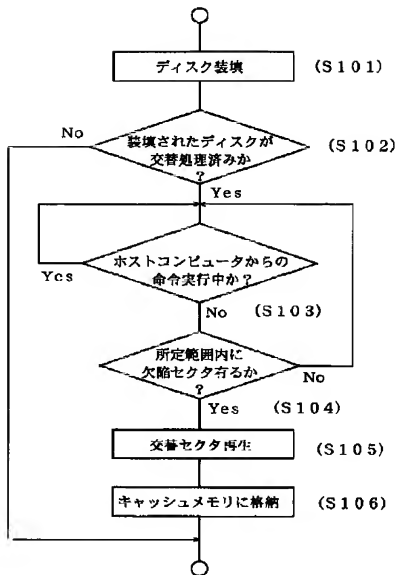 ディスク装填
(S101)
No
装填されたディスクが
交替処理済みか
?
(S102)
Yes
ホストコンピュータからの
命令実行中か?
Yes
No
(S103)
所定範囲内に
欠陥セクタ有るか
?
No
Yes
(S104)
交替セクタ再生
(S105)
キャッシュメモリに格納
(S106)